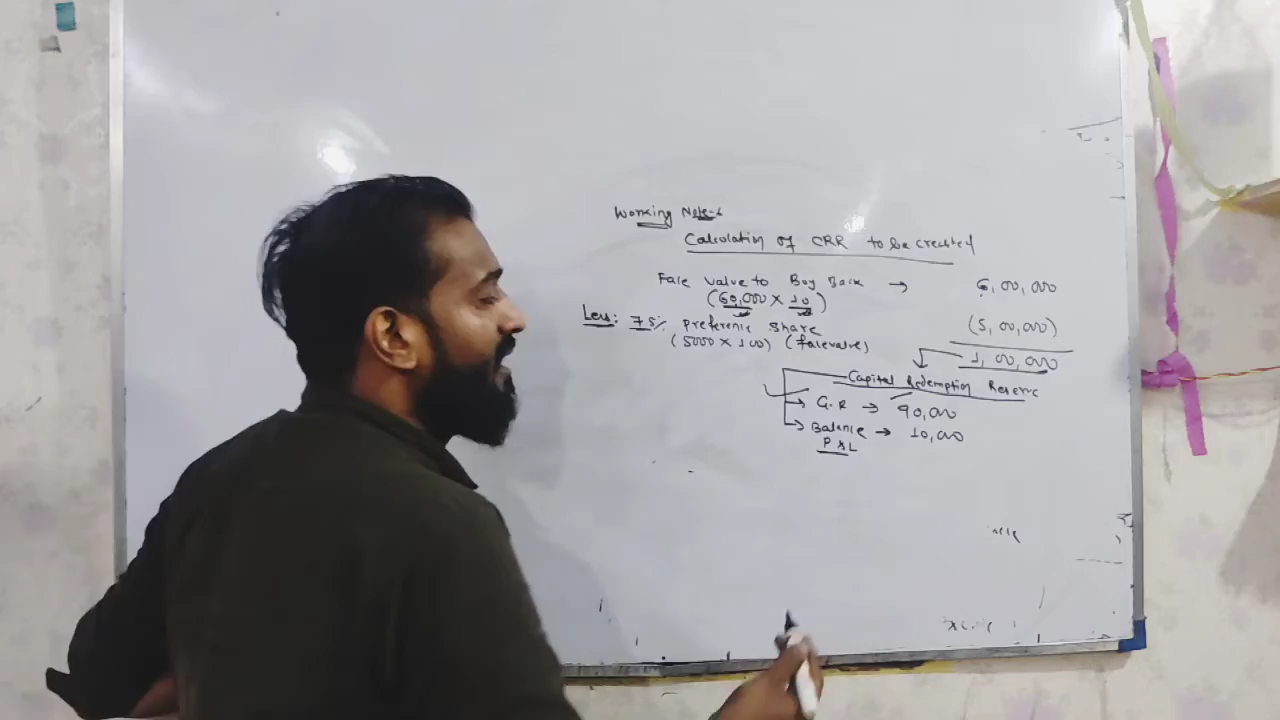 Working Note-
Calculation of CRR to be created
Face value to Buy Back → 6,00,000
(60,000 × 10)
Less: 7.5% preference share (5,00,000)
(5000 × 100) (facevalue)
1,00,000
Capital Redemption Reserve
G.R → 90,000
Balance → 10,000
P & L